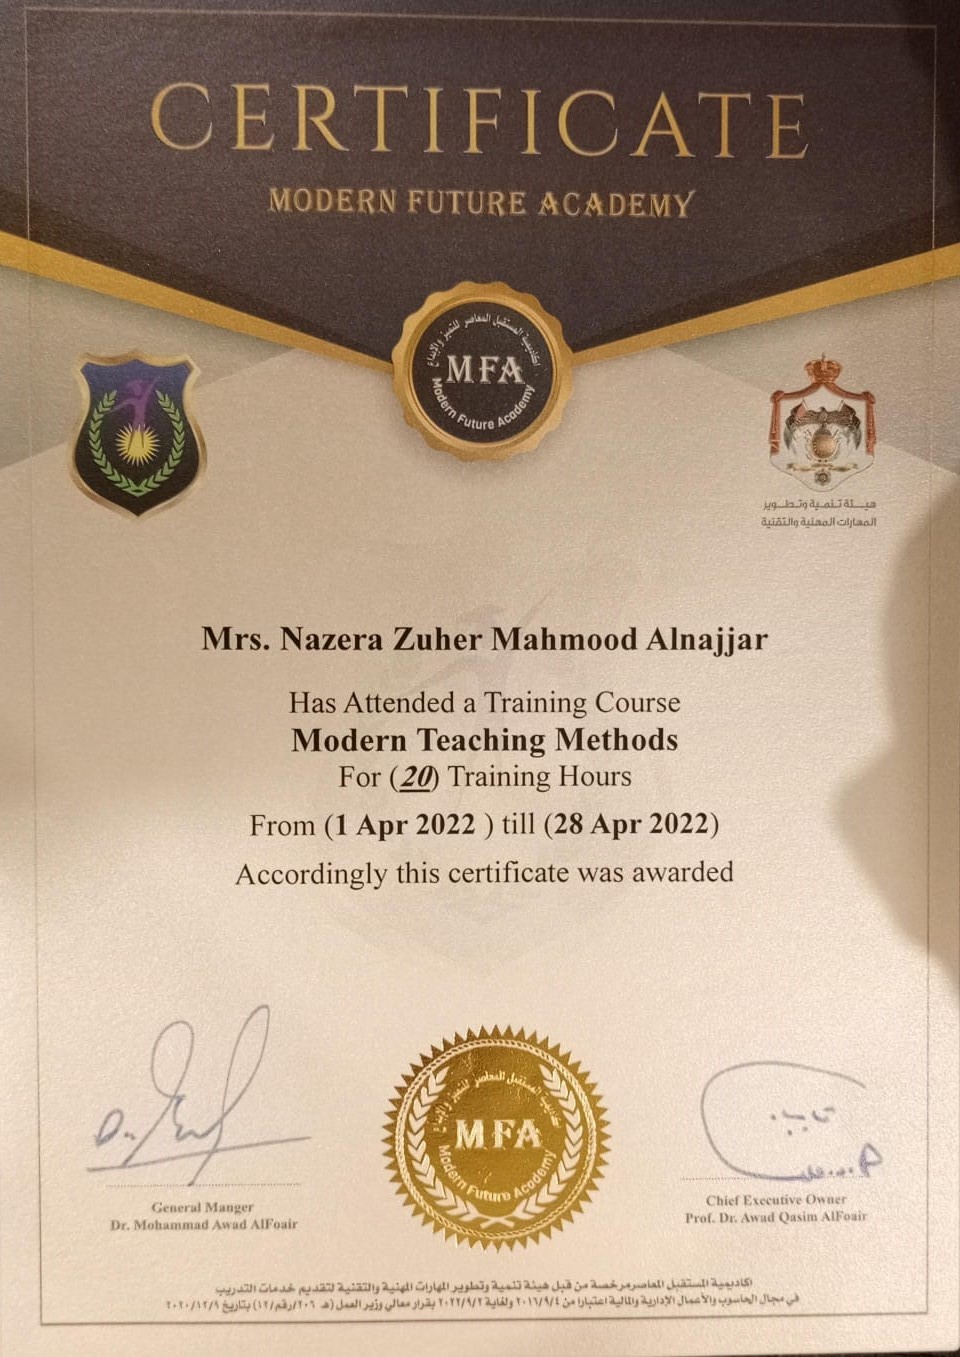 CERTIFICATE
MODERN FUTURE ACADEMY
أكاديمية المستقبل المعاصر للتميز والإبداع
MFA
Modern Future Academy
هيئة تنمية وتطوير
المهارات المهنية والتقنية
Mrs. Nazera Zuher Mahmood Alnajjar
Has Attended a Training Course
Modern Teaching Methods
For (20) Training Hours
From (1 Apr 2022 ) till (28 Apr 2022)
Accordingly this certificate was awarded
General Manger
Dr. Mohammad Awad AlFoair
أكاديمية المستقبل المعاصر للتميز والإبداع
MFA
Modern Future Academy
Chief Executive Owner
Prof. Dr. Awad Qasim AlFoair
اكاديمية المستقبل المعاصر مرخصة من قبل هيئة تنمية وتطوير المهارات المهنية والتقنية لتقديم خدمات التدريب
في مجال الحاسوب والأعمال الإدارية والمالية اعتبارا من ٢٠١٦/٩/٤ ولغاية ٢٠٢٢/٩/٢ بقرار معالي وزير العمل (هـ /٢٠٦/رقم/١٢) بتاريخ ٢٠٢٠/١٢/٩